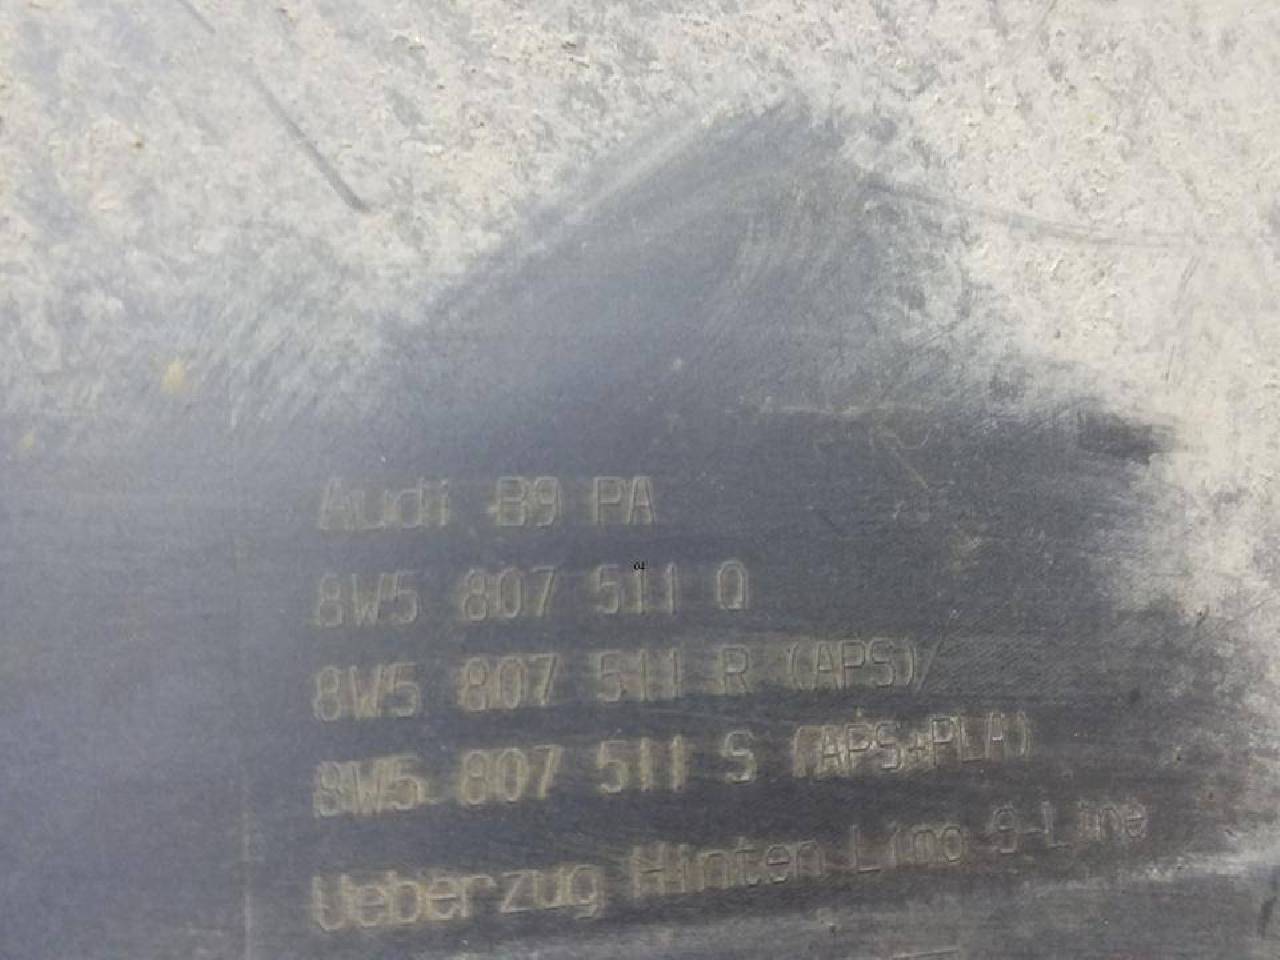 Audi B9 PA
8W5 807 511 Q
8W5 807 511 R (APS)
8W5 807 511 S (APS+PLA)
Ueberzug Hinten Limo S-Line